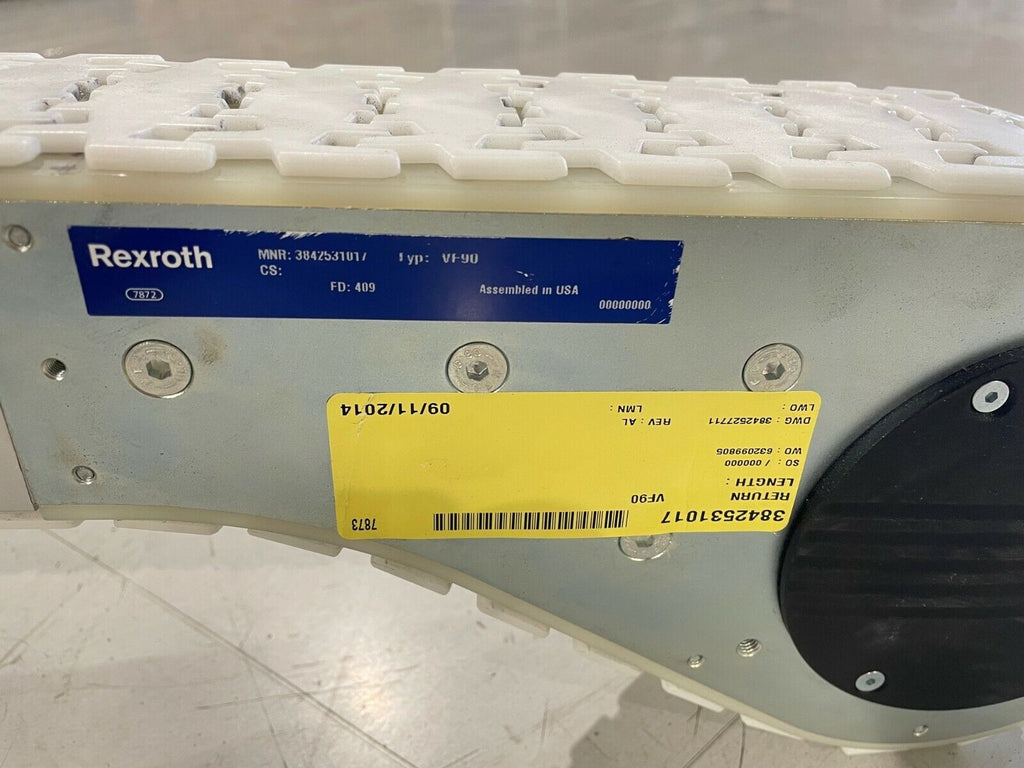 Rexroth
MNR: 3842531017 Typ: VF90
CS:
7872
FD: 409
Assembled in USA
00000000
3842531017
RETURN VF90 7873
LENGTH :
SO : / 000000
WO : 632099805
DWG : 3842527711 REV : AL
LWO : LMN : 09/11/2014